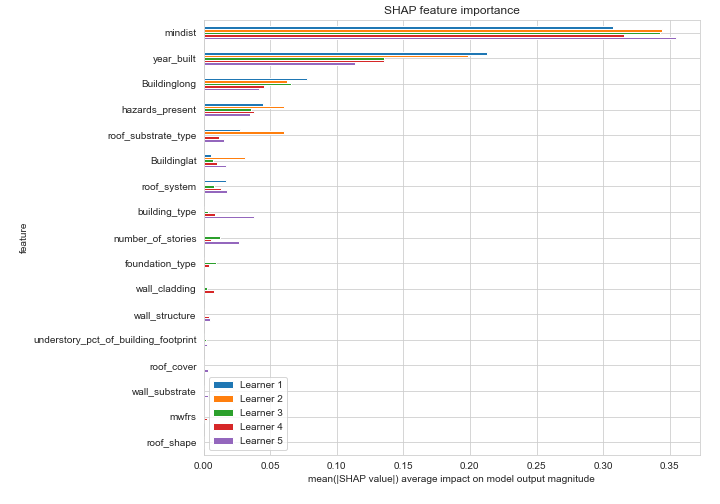 SHAP feature importance
feature
mindist
year_built
Buildinglong
hazards_present
roof_substrate_type
Buildinglat
roof_system
building_type
number_of_stories
foundation_type
wall_cladding
wall_structure
understory_pct_of_building_footprint
roof_cover
wall_substrate
mwfrs
roof_shape
Learner 1
Learner 2
Learner 3
Learner 4
Learner 5
0.00 0.05 0.10 0.15 0.20 0.25 0.30 0.35
mean(|SHAP value|) average impact on model output magnitude